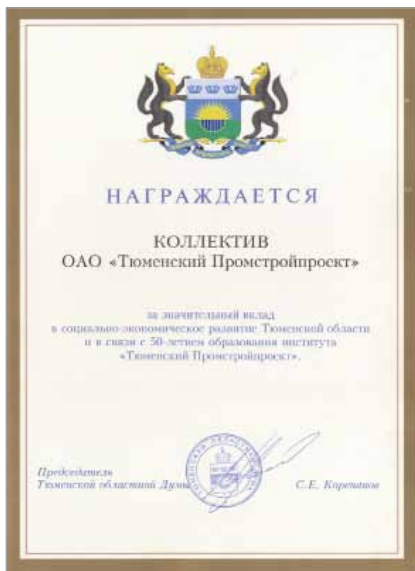 НАГРАЖДАЕТСЯ
КОЛЛЕКТИВ
ОАО «Тюменский Промстройпроект»
за значительный вклад
в социально-экономическое развитие Тюменской области
и в связи с 50-летием образования института
«Тюменский Промстройпроект».
Председатель
Тюменской областной Думы
С.Е. Корепанов